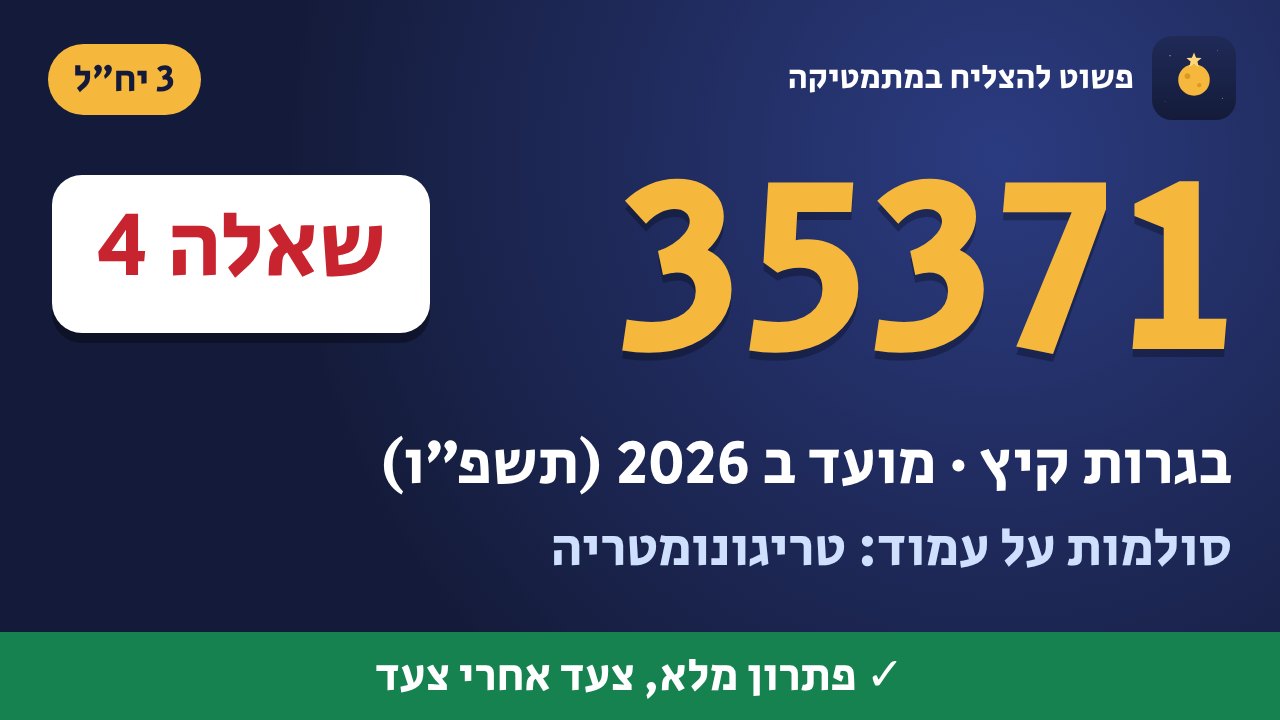 פשוט להצליח במתמטיקה
3 יח״ל
35371
שאלה 4
בגרות קיץ · מועד ב 2026 (תשפ״ו)
סולמות על עמוד: טריגונומטריה
✓ פתרון מלא, צעד אחרי צעד